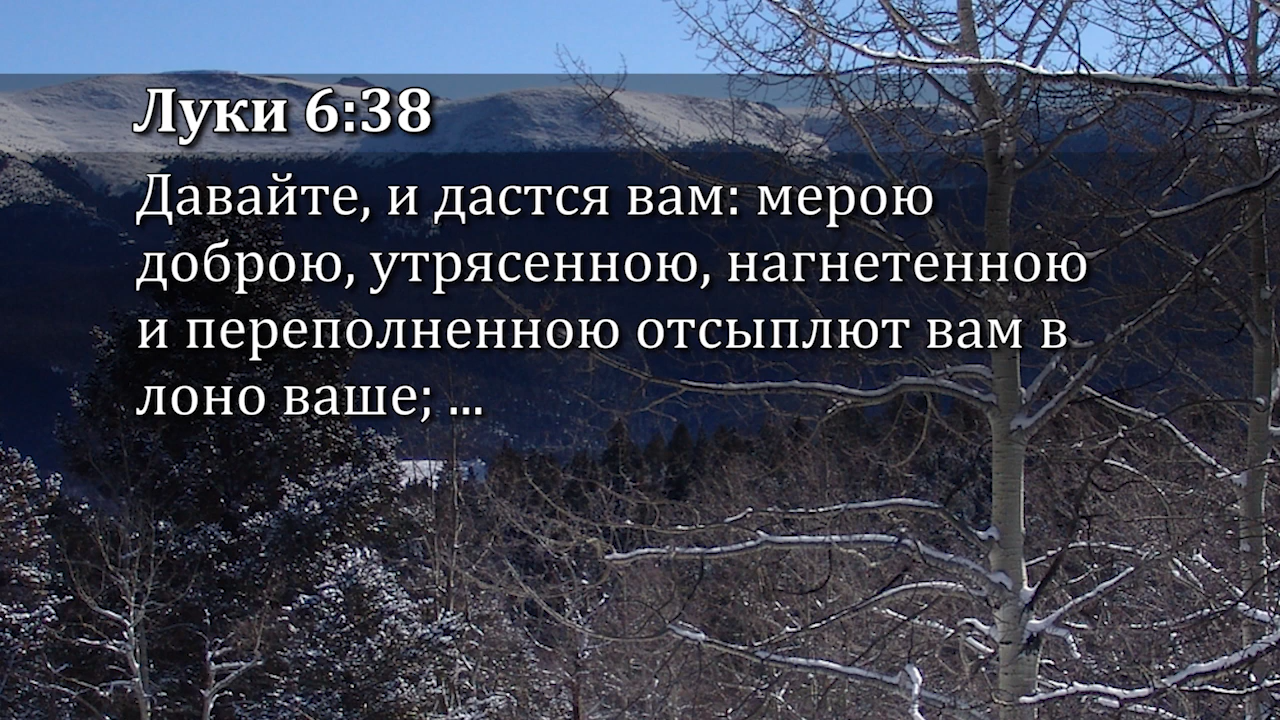 Луки 6:38
Давайте, и дастся вам: мерою
доброю, утрясенною, нагнетенною
и переполненною отсыплют вам в
лоно ваше; ...